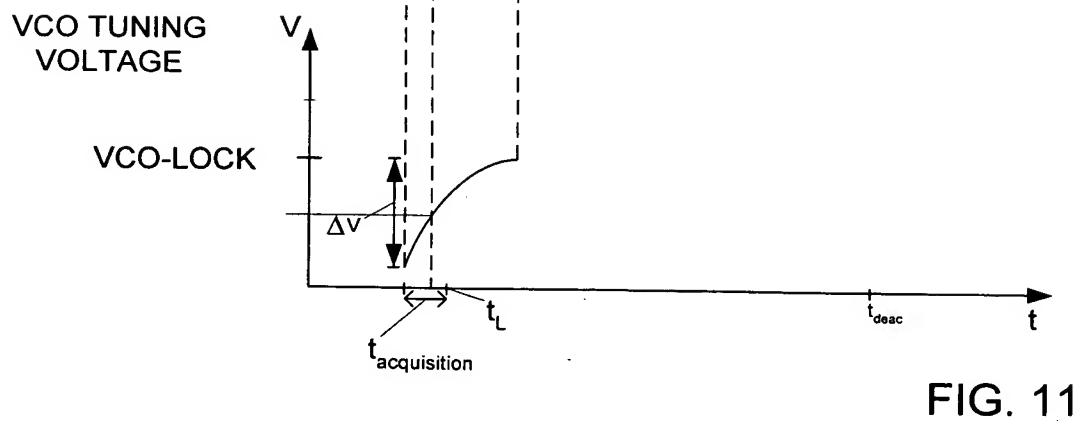 VCO TUNING
VOLTAGE
V
VCO-LOCK
ΔV
t_L
t_deac
t
t_acquisition
FIG. 11